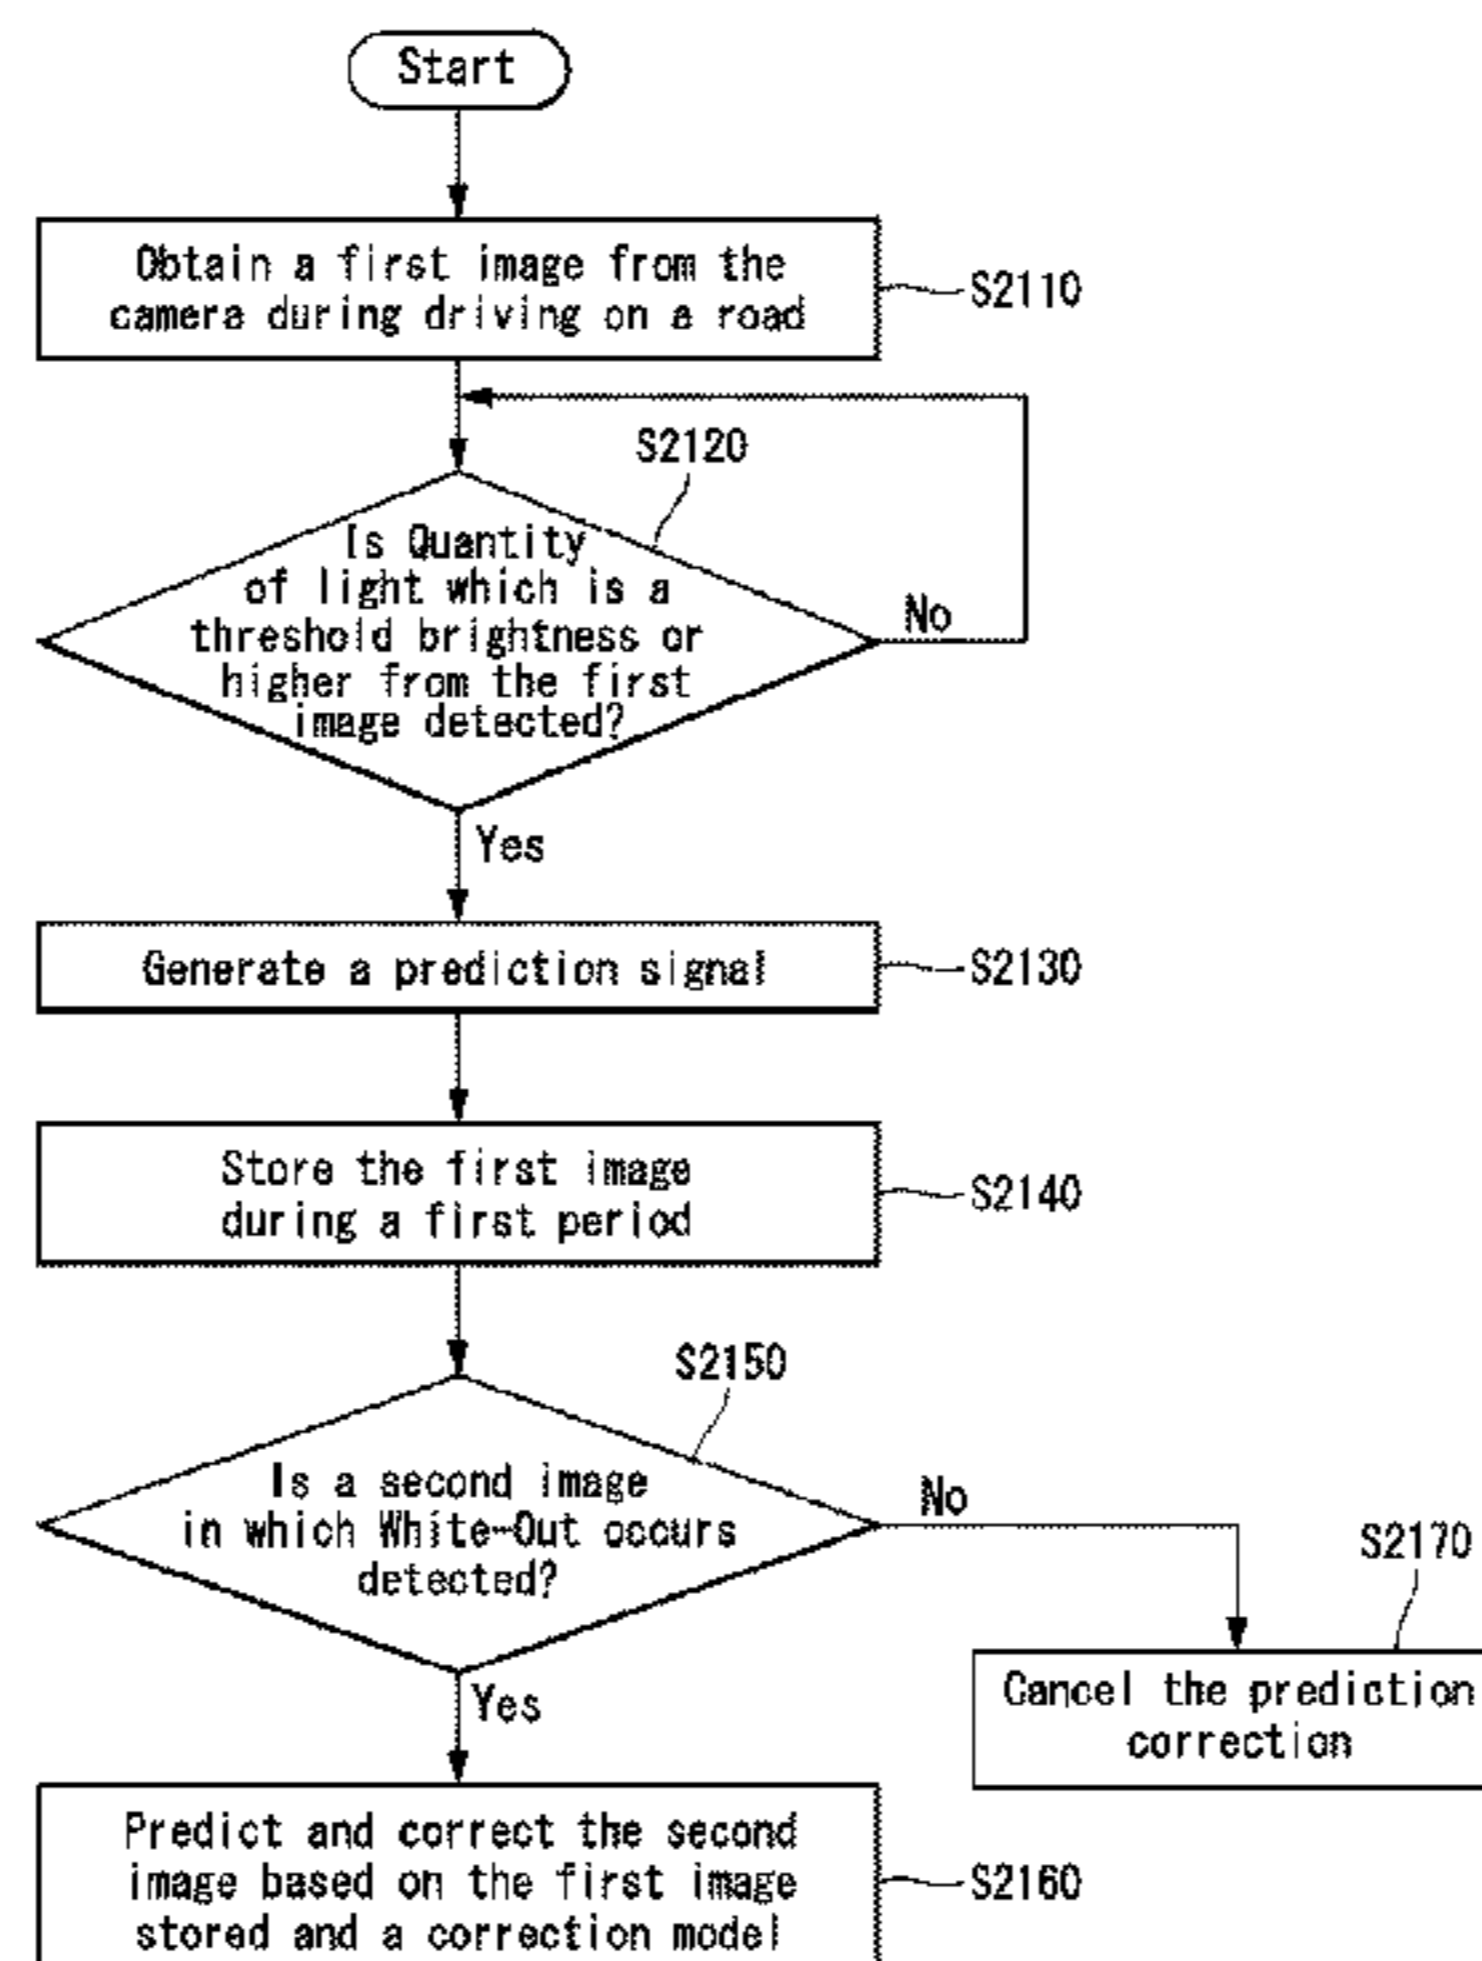 Start
Obtain a first image from the
camera during driving on a road
S2110
S2120
Is Quantity
of light which is a
threshold brightness or
higher from the first
image detected?
No
Yes
Generate a prediction signal
S2130
Store the first image
during a first period
S2140
S2150
Is a second image
in which White-Out occurs
detected?
No
S2170
Yes
Cancel the prediction
correction
Predict and correct the second
image based on the first image
stored and a correction model
S2160